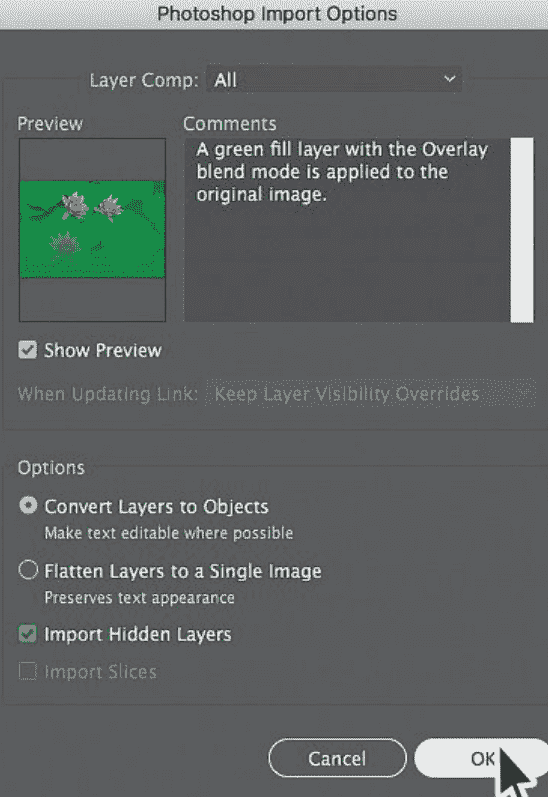 Photoshop Import Options
Layer Comp: All
Preview
Comments
A green fill layer with the Overlay
blend mode is applied to the
original image.
Show Preview
When Updating Link: Keep Layer Visibility Overrides
Options
Convert Layers to Objects
Make text editable where possible
Flatten Layers to a Single Image
Preserves text appearance
Import Hidden Layers
Import Slices
Cancel
OK